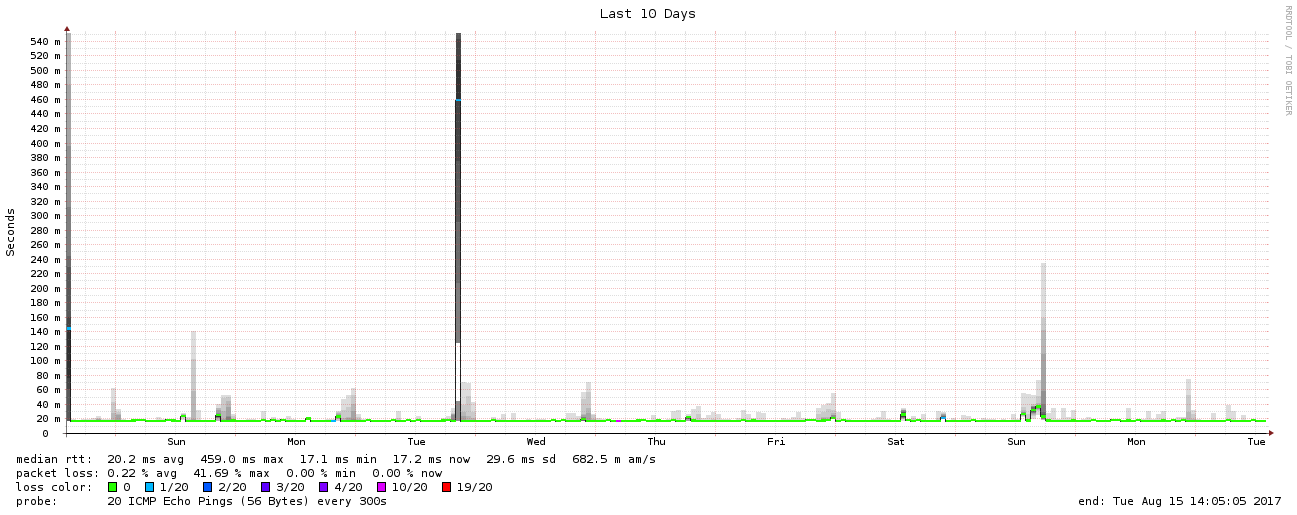 Last 10 Days
RRDTOOL / TOBI OETIKER
Seconds
540 m
520 m
500 m
480 m
460 m
440 m
420 m
400 m
380 m
360 m
340 m
320 m
300 m
280 m
260 m
240 m
220 m
200 m
180 m
160 m
140 m
120 m
100 m
80 m
60 m
40 m
20 m
0
Sun Mon Tue Wed Thu Fri Sat Sun Mon Tue
median rtt: 20.2 ms avg 459.0 ms max 17.1 ms min 17.2 ms now 29.6 ms sd 682.5 m am/s
packet loss: 0.22 % avg 41.69 % max 0.00 % min 0.00 % now
loss color: 0 1/20 2/20 3/20 4/20 10/20 19/20
probe: 20 ICMP Echo Pings (56 Bytes) every 300s end: Tue Aug 15 14:05:05 2017